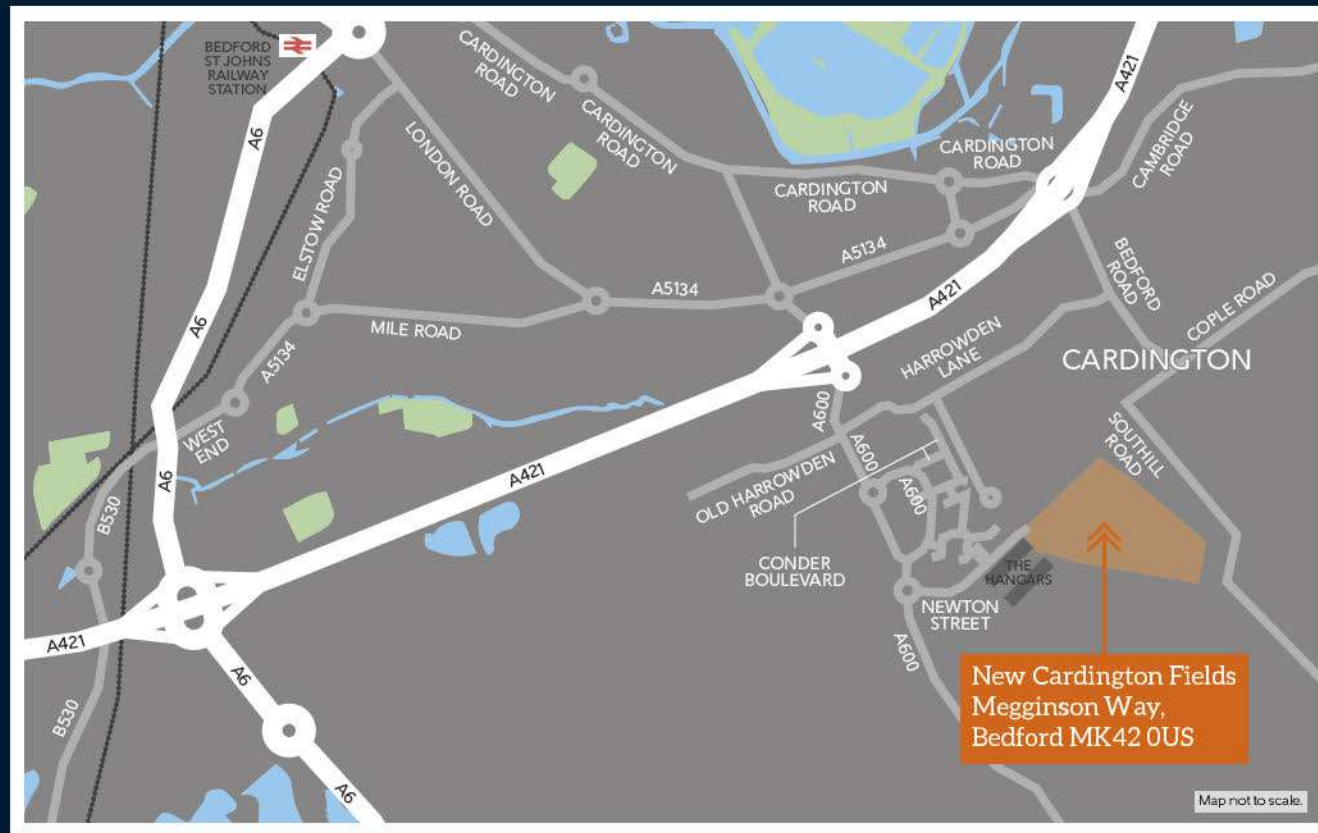 BEDFORD
ST JOHNS
RAILWAY
STATION
A6
CARDINGTON
ROAD
CARDINGTON
ROAD
LONDON ROAD
ELSTOW ROAD
CARDINGTON
ROAD
CARDINGTON
ROAD
A421
CAMBRIDGE
ROAD
BEDFORD
ROAD
COPLE ROAD
A5134
A5134
A421
A6
MILE ROAD
A5134
HARROWDEN
LANE
CARDINGTON
A600
WEST
END
SOUTHILL
ROAD
A6
A421
A600
A600
OLD HARROWDEN
ROAD
B530
CONDER
BOULEVARD
THE
HANGARS
NEWTON
STREET
A421
A600
A6
B530
A6
New Cardington Fields
Megginson Way,
Bedford MK42 0US
Map not to scale.